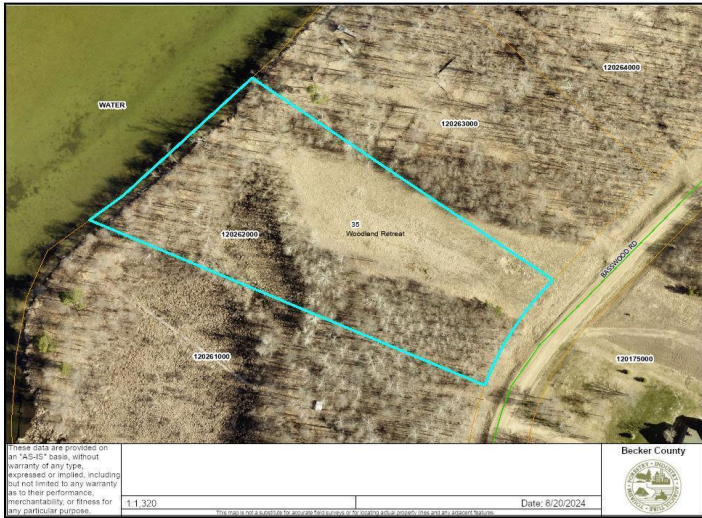 120264000
WATER
120263000
35
Woodland Retreat
120262000
BASSWOOD RD
120261000
120175000
These data are provided on
an "AS-IS" basis, without
warranty of any type,
expressed or implied, including
but not limited to any warranty
as to their performance,
merchantability, or fitness for
any particular purpose.
1:1,320
Date: 8/20/2024
This map is not a substitute for accurate field surveys or for locating actual property lines and any adjacent features.
Becker County